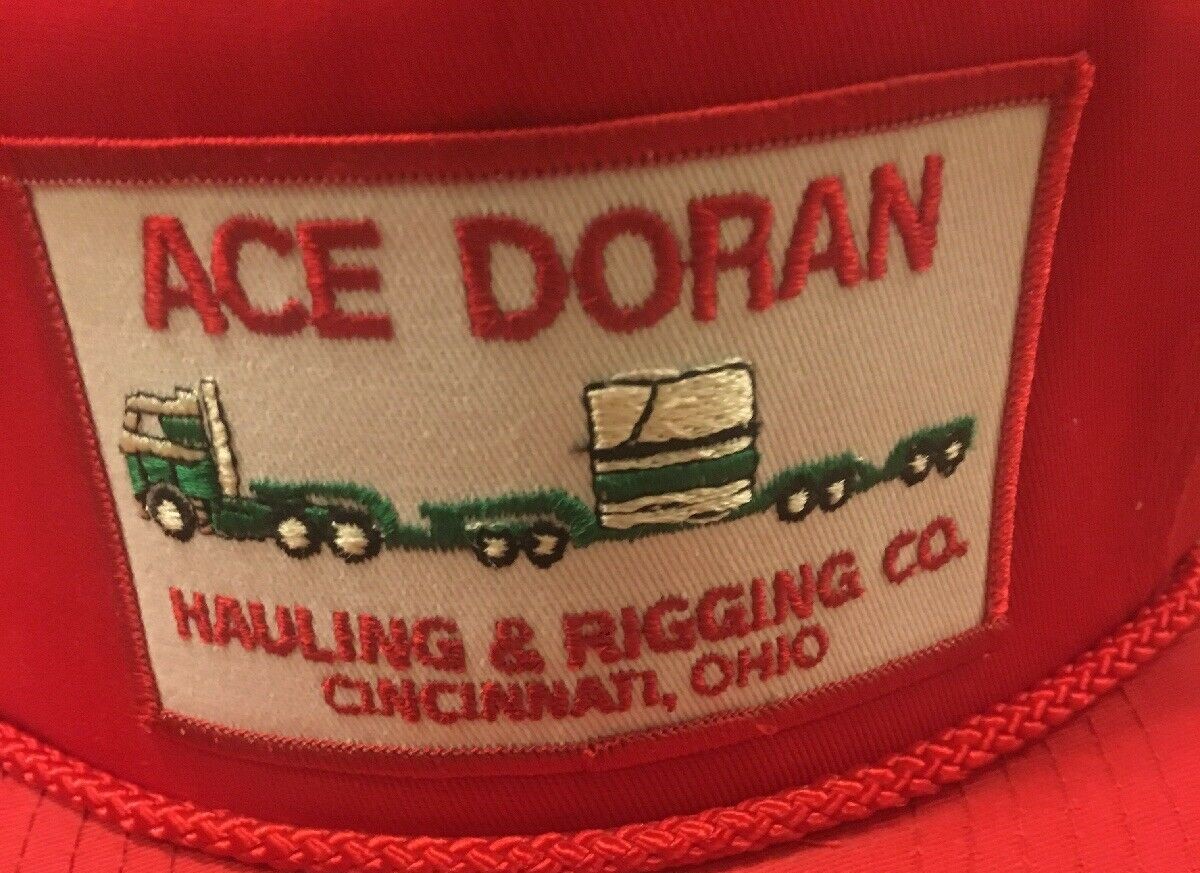 ACE DORAN
HAULING & RIGGING CO.
CINCINNATI, OHIO